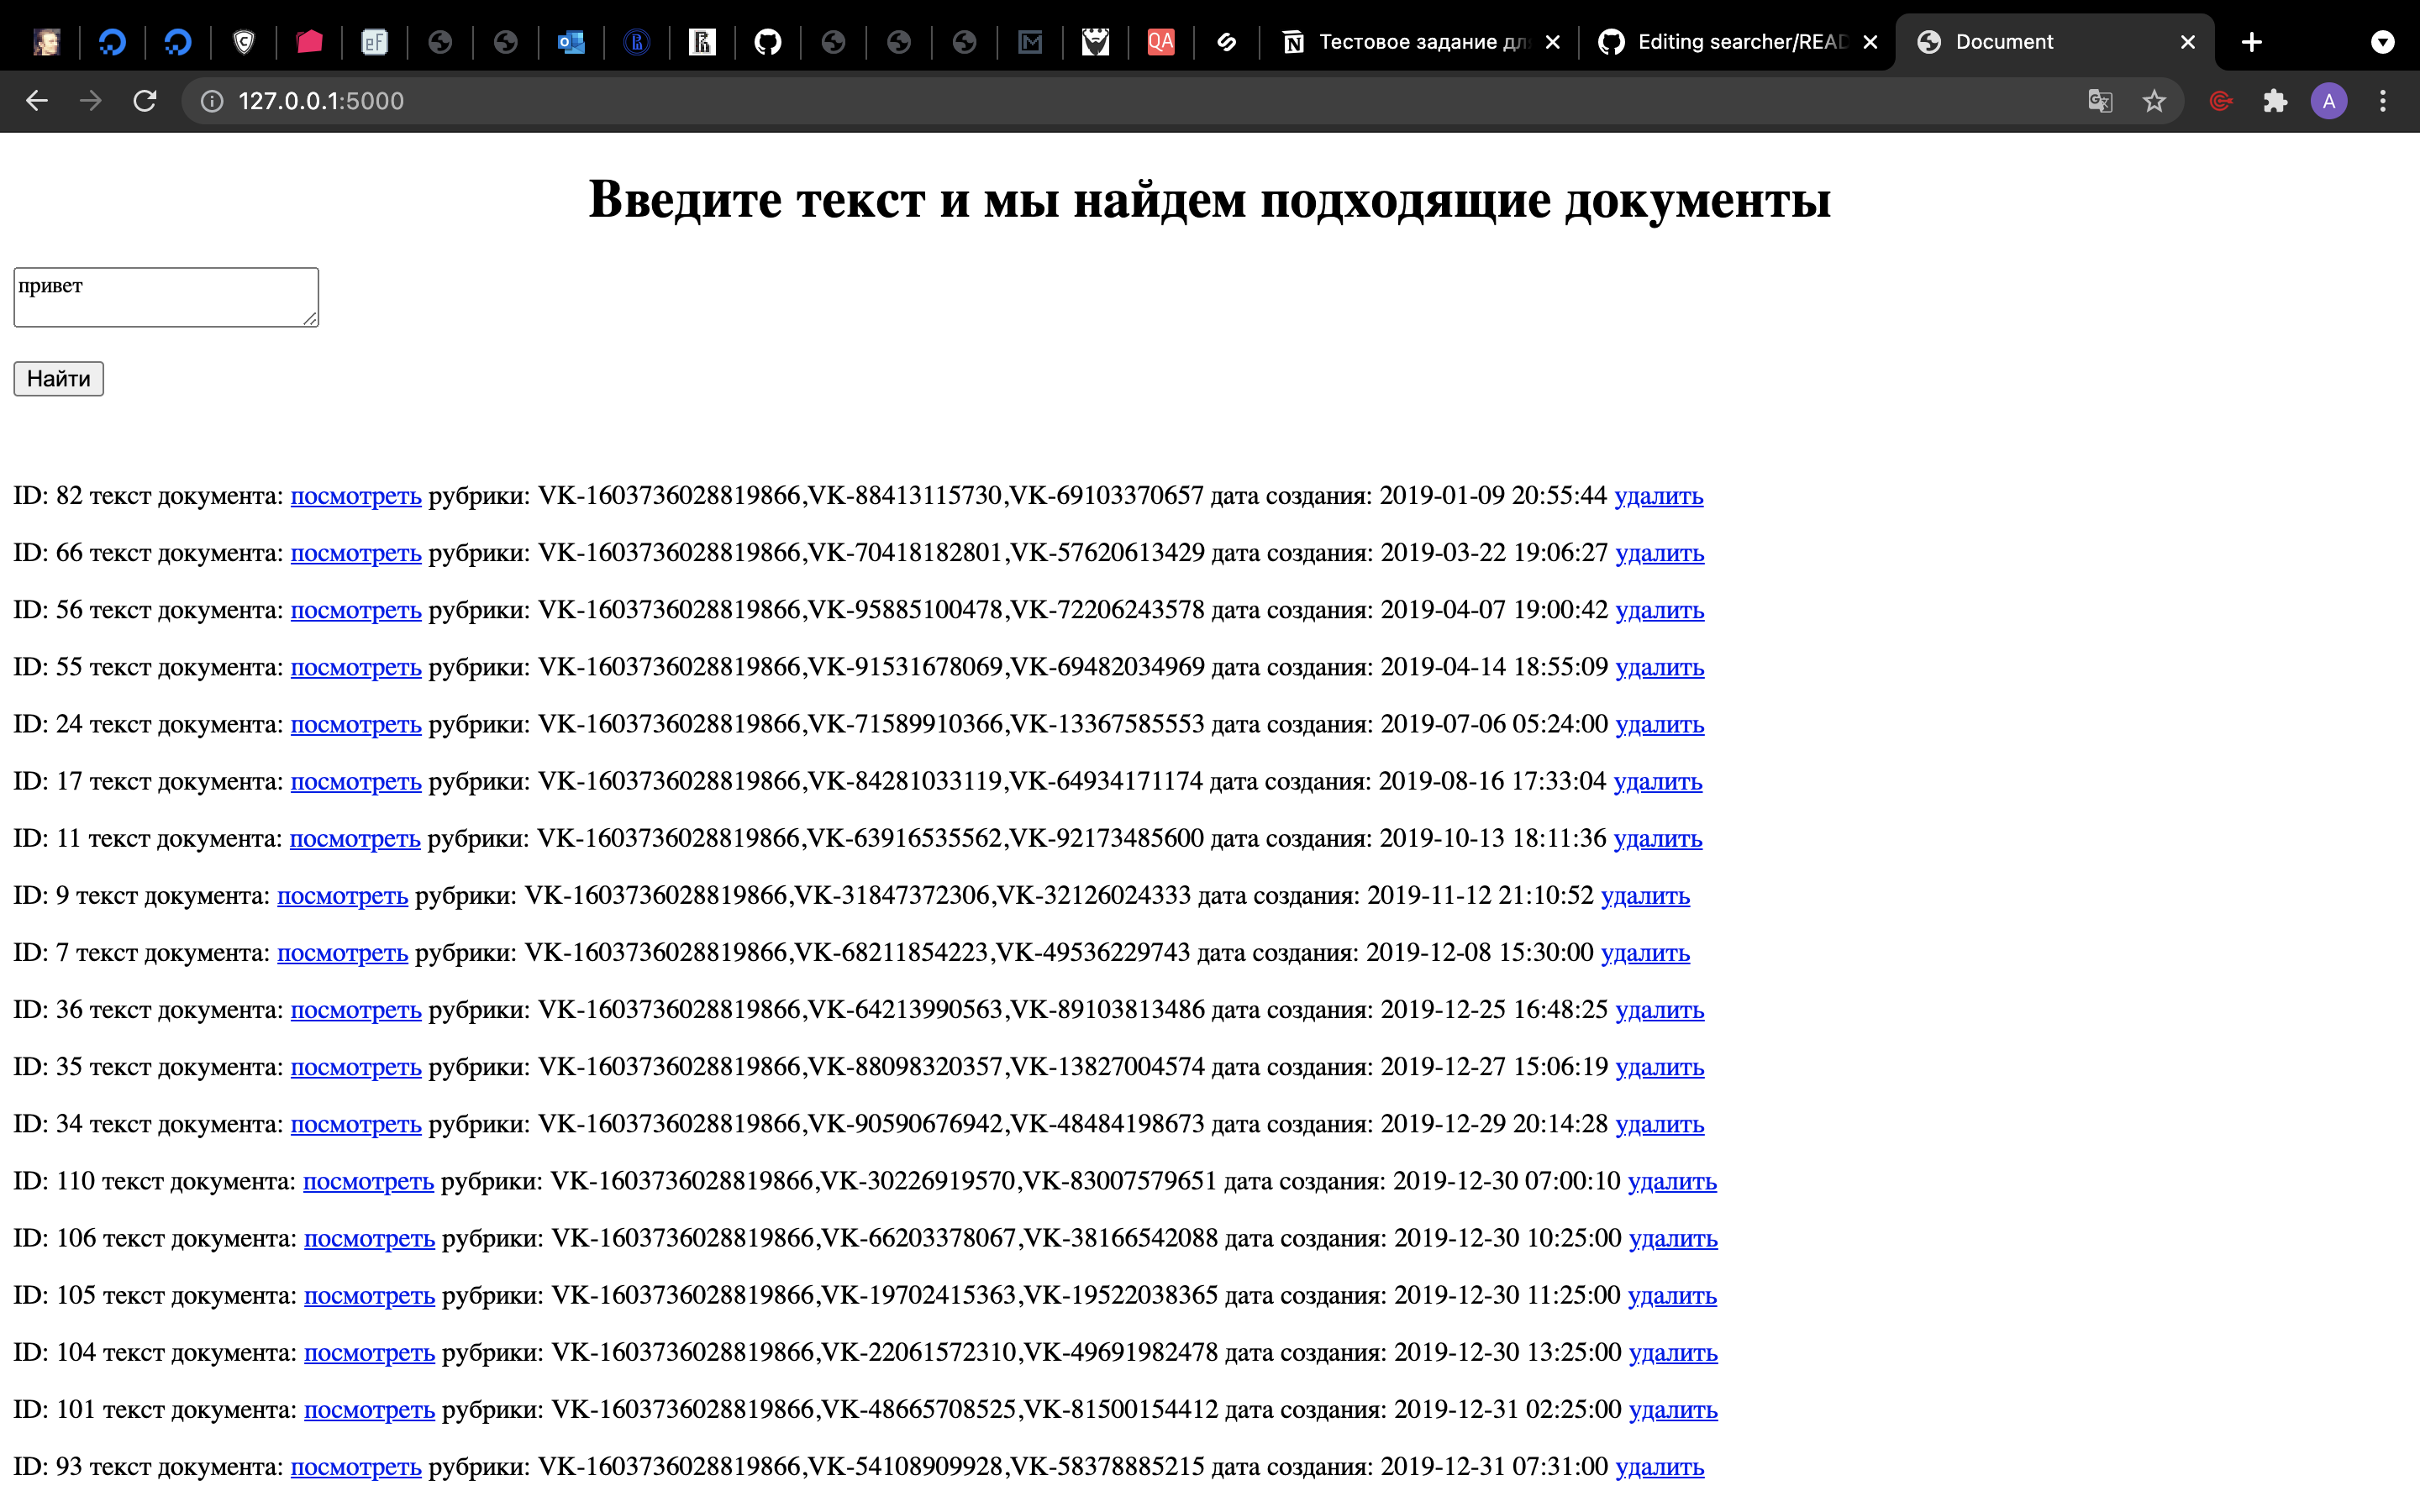 Тестовое задание дл
Editing searcher/READ
Document
127.0.0.1:5000
A
Введите текст и мы найдем подходящие документы
привет
Найти
ID: 82 текст документа: посмотреть рубрики: VK-1603736028819866,VK-88413115730,VK-69103370657 дата создания: 2019-01-09 20:55:44 удалить
ID: 66 текст документа: посмотреть рубрики: VK-1603736028819866,VK-70418182801,VK-57620613429 дата создания: 2019-03-22 19:06:27 удалить
ID: 56 текст документа: посмотреть рубрики: VK-1603736028819866,VK-95885100478,VK-72206243578 дата создания: 2019-04-07 19:00:42 удалить
ID: 55 текст документа: посмотреть рубрики: VK-1603736028819866,VK-91531678069,VK-69482034969 дата создания: 2019-04-14 18:55:09 удалить
ID: 24 текст документа: посмотреть рубрики: VK-1603736028819866,VK-71589910366,VK-13367585553 дата создания: 2019-07-06 05:24:00 удалить
ID: 17 текст документа: посмотреть рубрики: VK-1603736028819866,VK-84281033119,VK-64934171174 дата создания: 2019-08-16 17:33:04 удалить
ID: 11 текст документа: посмотреть рубрики: VK-1603736028819866,VK-63916535562,VK-92173485600 дата создания: 2019-10-13 18:11:36 удалить
ID: 9 текст документа: посмотреть рубрики: VK-1603736028819866,VK-31847372306,VK-32126024333 дата создания: 2019-11-12 21:10:52 удалить
ID: 7 текст документа: посмотреть рубрики: VK-1603736028819866,VK-68211854223,VK-49536229743 дата создания: 2019-12-08 15:30:00 удалить
ID: 36 текст документа: посмотреть рубрики: VK-1603736028819866,VK-64213990563,VK-89103813486 дата создания: 2019-12-25 16:48:25 удалить
ID: 35 текст документа: посмотреть рубрики: VK-1603736028819866,VK-88098320357,VK-13827004574 дата создания: 2019-12-27 15:06:19 удалить
ID: 34 текст документа: посмотреть рубрики: VK-1603736028819866,VK-90590676942,VK-48484198673 дата создания: 2019-12-29 20:14:28 удалить
ID: 110 текст документа: посмотреть рубрики: VK-1603736028819866,VK-30226919570,VK-83007579651 дата создания: 2019-12-30 07:00:10 удалить
ID: 106 текст документа: посмотреть рубрики: VK-1603736028819866,VK-66203378067,VK-38166542088 дата создания: 2019-12-30 10:25:00 удалить
ID: 105 текст документа: посмотреть рубрики: VK-1603736028819866,VK-19702415363,VK-19522038365 дата создания: 2019-12-30 11:25:00 удалить
ID: 104 текст документа: посмотреть рубрики: VK-1603736028819866,VK-22061572310,VK-49691982478 дата создания: 2019-12-30 13:25:00 удалить
ID: 101 текст документа: посмотреть рубрики: VK-1603736028819866,VK-48665708525,VK-81500154412 дата создания: 2019-12-31 02:25:00 удалить
ID: 93 текст документа: посмотреть рубрики: VK-1603736028819866,VK-54108909928,VK-58378885215 дата создания: 2019-12-31 07:31:00 удалить